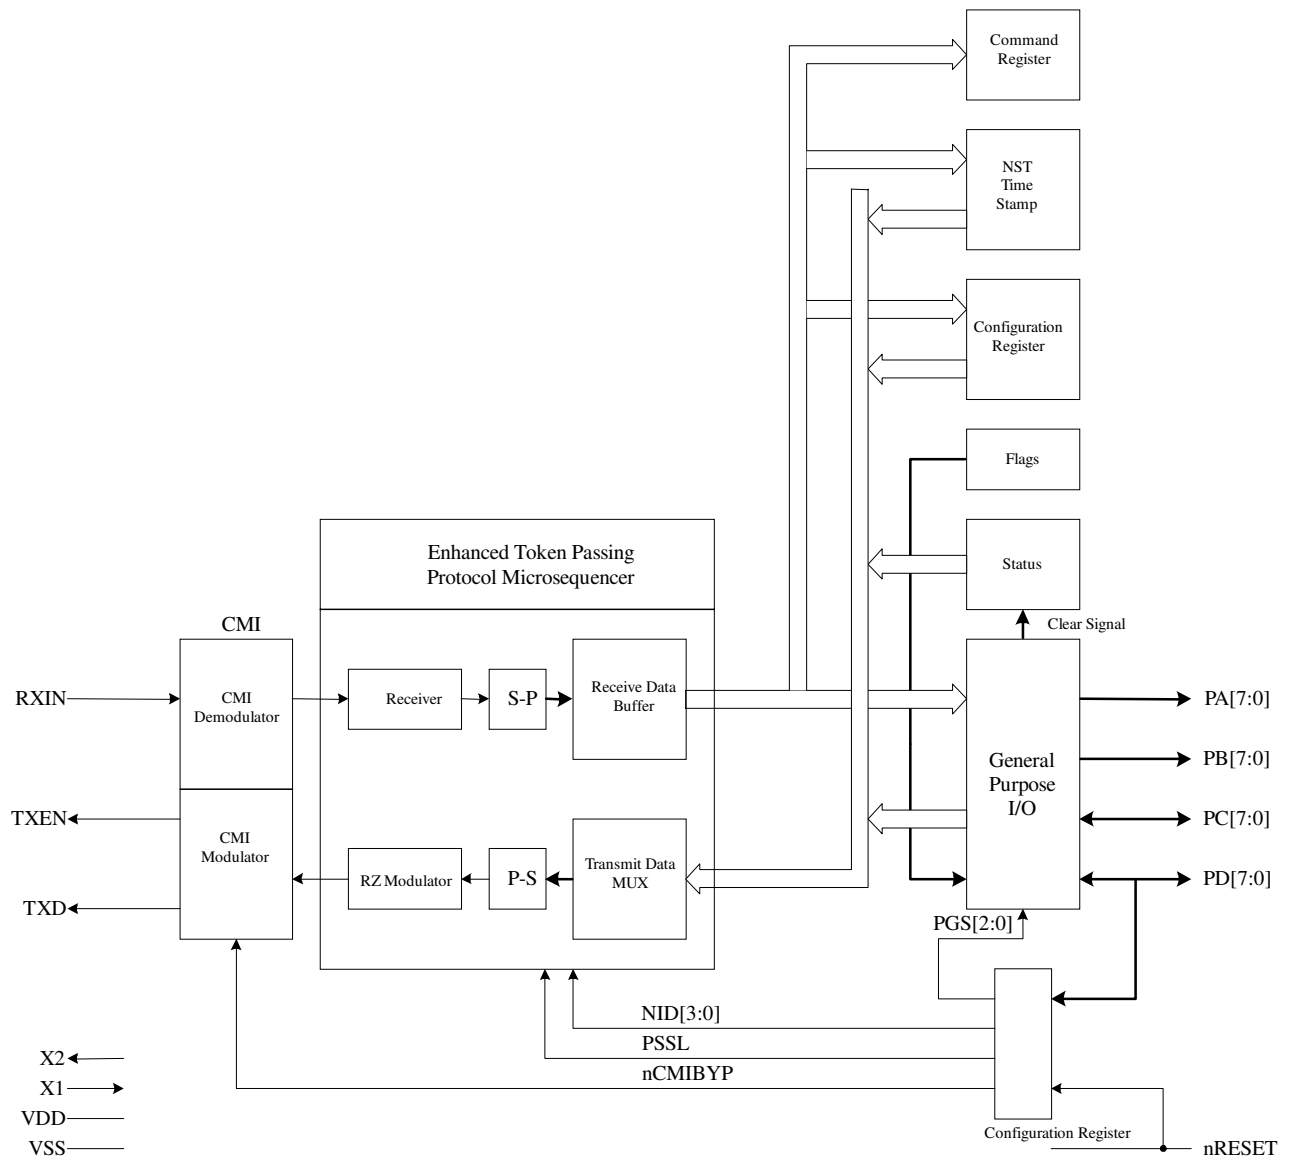 Command
Register
NST
Time
Stamp
Configuration
Register
Flags
Enhanced Token Passing
Protocol Microsequencer
Status
Clear Signal
CMI
RXIN
CMI
Demodulator
Receiver
S-P
Receive Data
Buffer
PA[7:0]
General
Purpose
I/O
PB[7:0]
TXEN
CMI
Modulator
PC[7:0]
RZ Modulator
P-S
Transmit Data
MUX
PD[7:0]
TXD
PGS[2:0]
NID[3:0]
PSSL
nCMIBYP
X2
X1
VDD
VSS
Configuration Register
nRESET